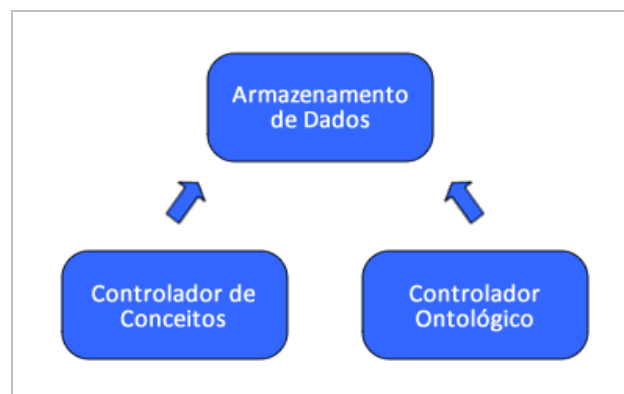 Armazenamento
de Dados
Controlador de
Conceitos
Controlador
Ontológico